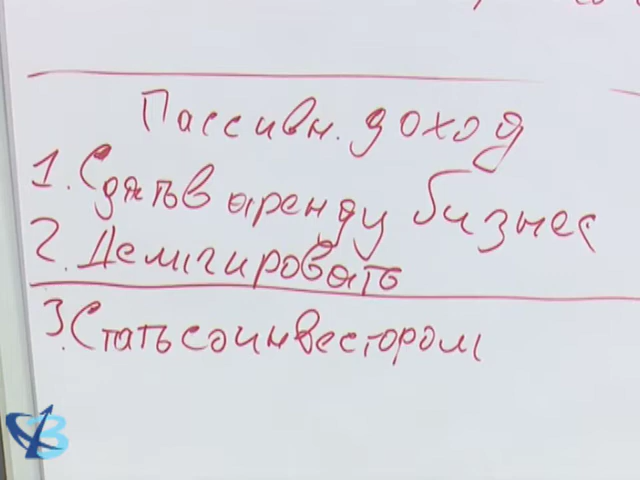 Пассивн. доход
1. Сдать в аренду бизнес
2. Делегировать
3. Стать соинвестором